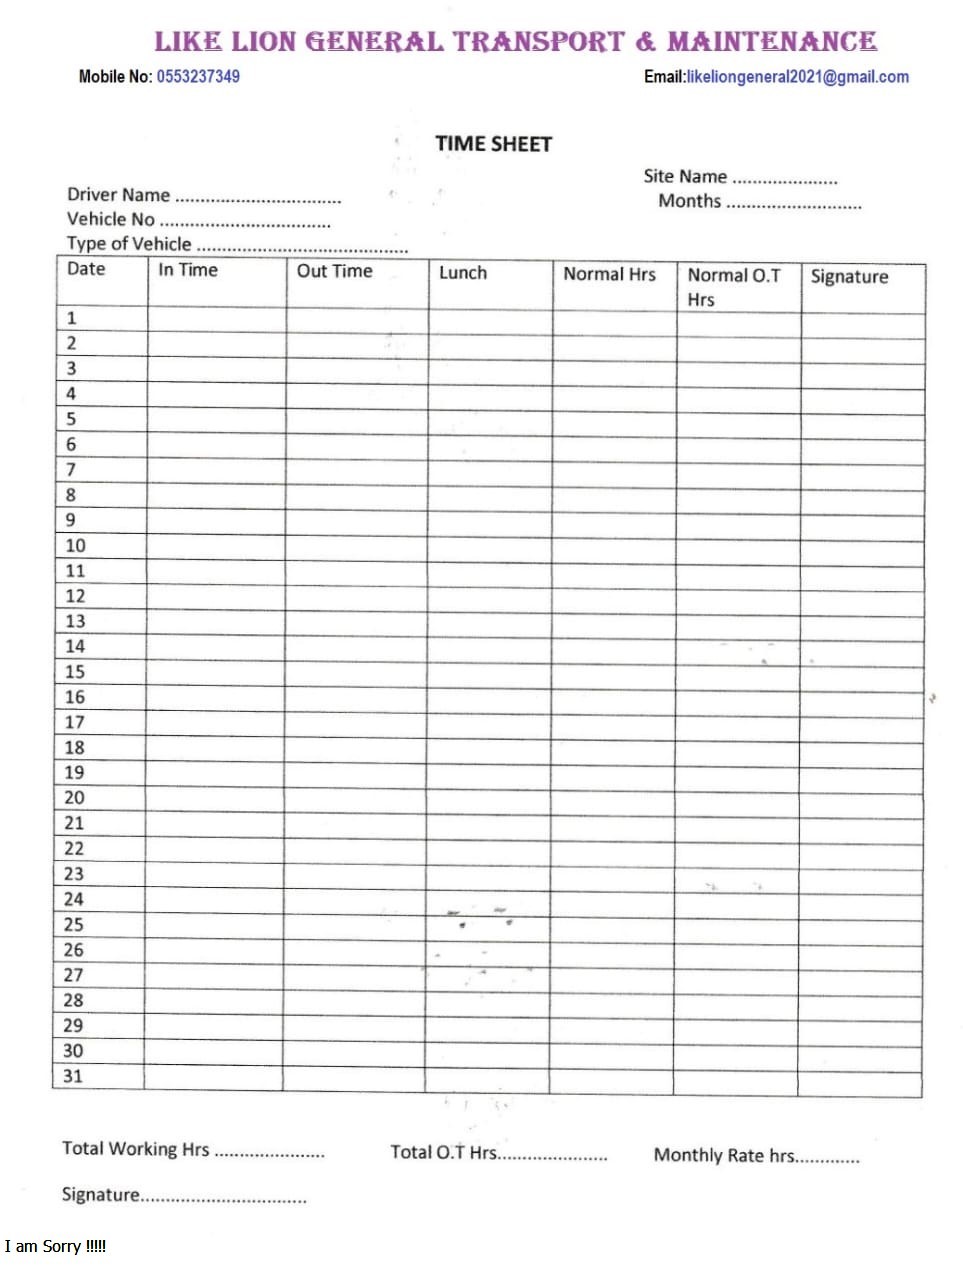 LIKE LION GENERAL TRANSPORT & MAINTENANCE
Mobile No: 0553237349 Email:likeliongeneral2021@gmail.com
TIME SHEET
Site Name .....................
Driver Name .................................
Months ...........................
Vehicle No ..................................
Type of Vehicle ..........................................
Date In Time Out Time Lunch Normal Hrs Normal O.T Signature
Hrs
1
2
3
4
5
6
7
8
9
10
11
12
13
14
15
16
17
18
19
20
21
22
23
24
25
26
27
28
29
30
31
Total Working Hrs ...................... Total O.T Hrs...................... Monthly Rate hrs.............
Signature.................................
I am Sorry !!!!!